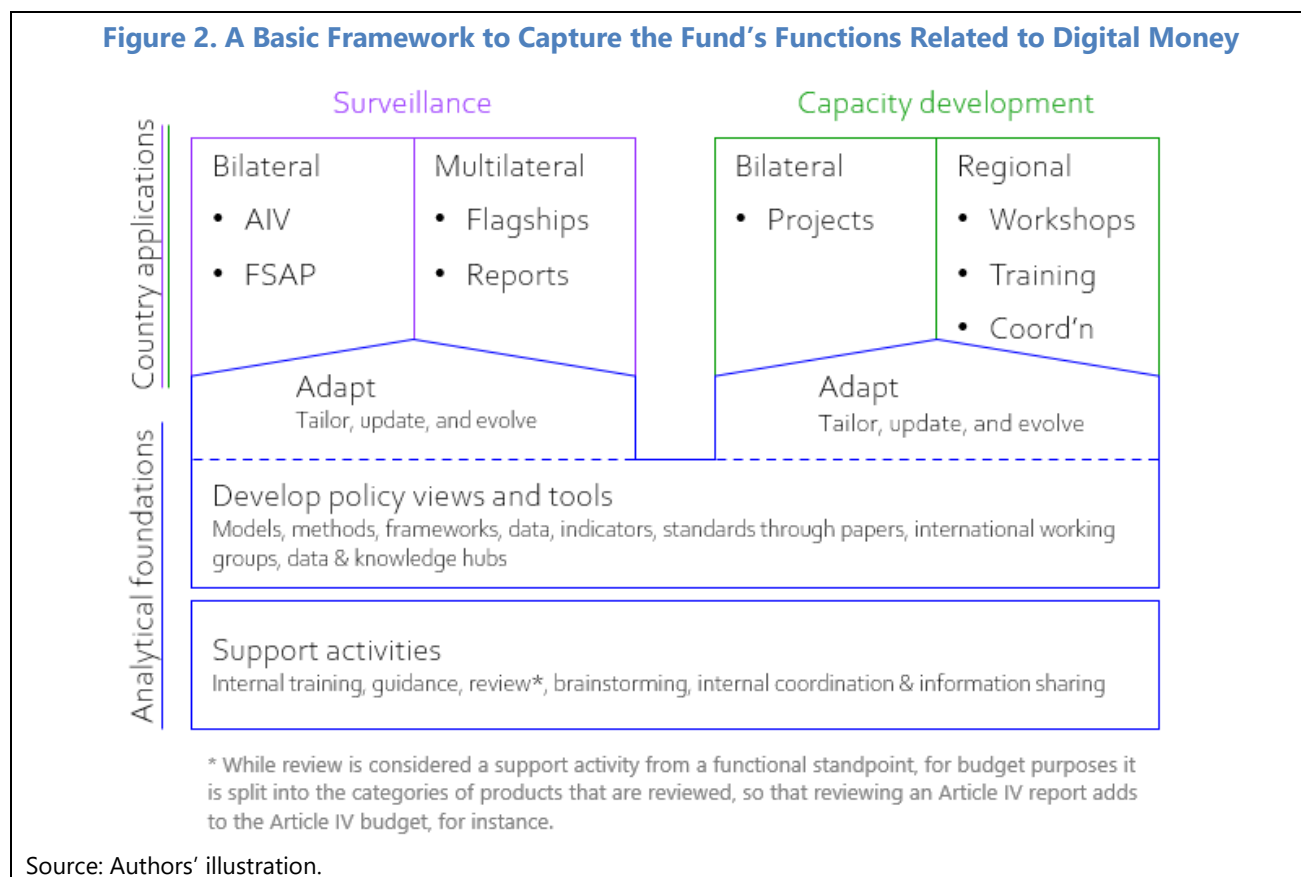 Figure 2. A Basic Framework to Capture the Fund's Functions Related to Digital Money
Surveillance
Capacity development
Country applications
Bilateral
• AIV
• FSAP
Multilateral
• Flagships
• Reports
Bilateral
• Projects
Regional
• Workshops
• Training
• Coord'n
Adapt
Tailor, update, and evolve
Adapt
Tailor, update, and evolve
Analytical foundations
Develop policy views and tools
Models, methods, frameworks, data, indicators, standards through papers, international working
groups, data & knowledge hubs
Support activities
Internal training, guidance, review*, brainstorming, internal coordination & information sharing
* While review is considered a support activity from a functional standpoint, for budget purposes it
is split into the categories of products that are reviewed, so that reviewing an Article IV report adds
to the Article IV budget, for instance.
Source: Authors' illustration.